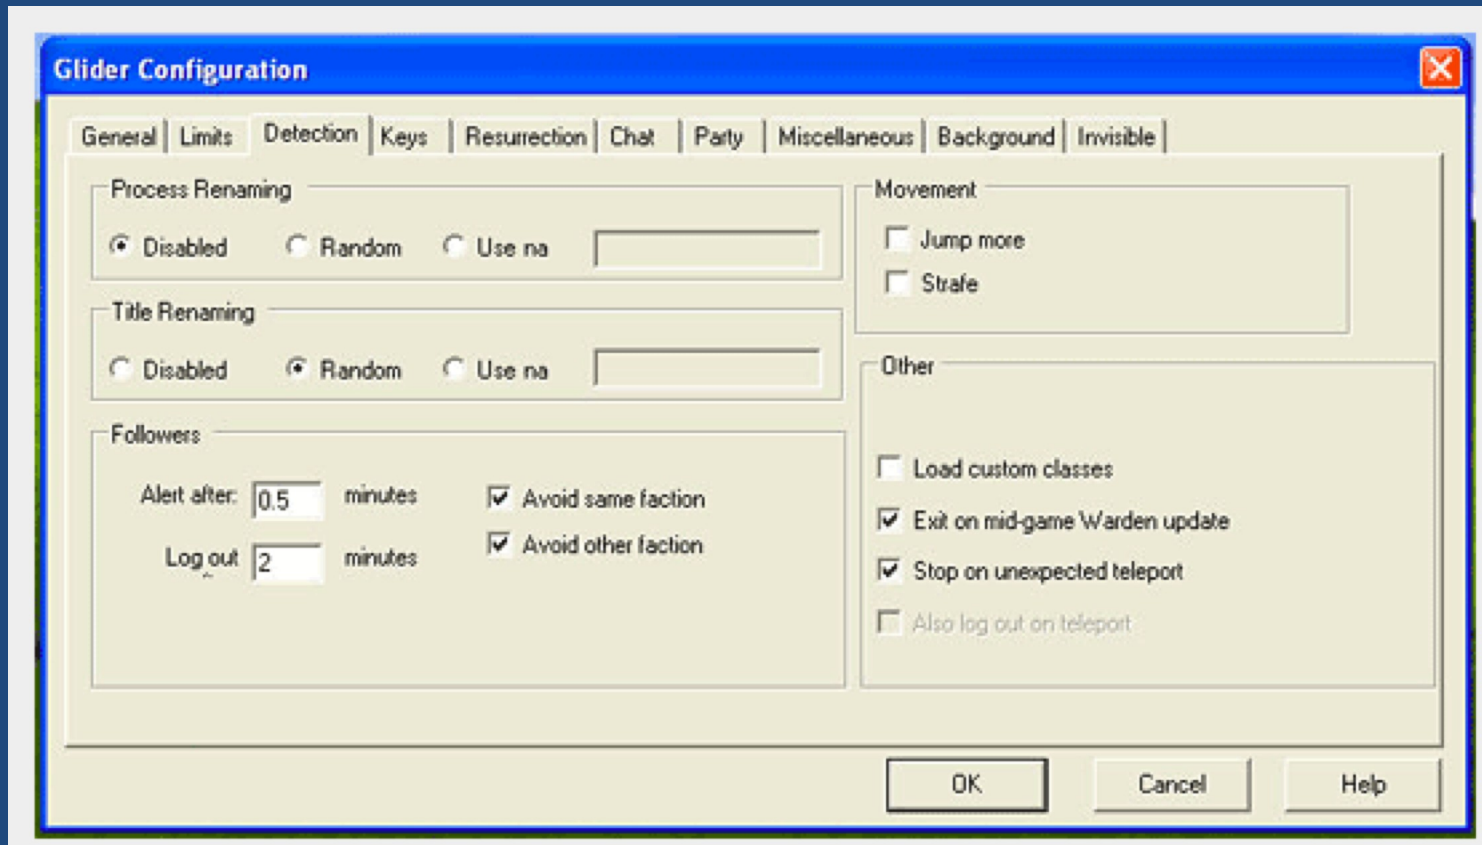 Glider Configuration
General Limits Detection Keys Resurrection Chat Party Miscellaneous Background Invisible
Process Renaming
Disabled Random Use na
Title Renaming
Disabled Random Use na
Followers
Alert after: 0.5 minutes Avoid same faction
Log out 2 minutes Avoid other faction
Movement
Jump more
Strafe
Other
Load custom classes
Exit on mid-game Warden update
Stop on unexpected teleport
Also log out on teleport
OK Cancel Help